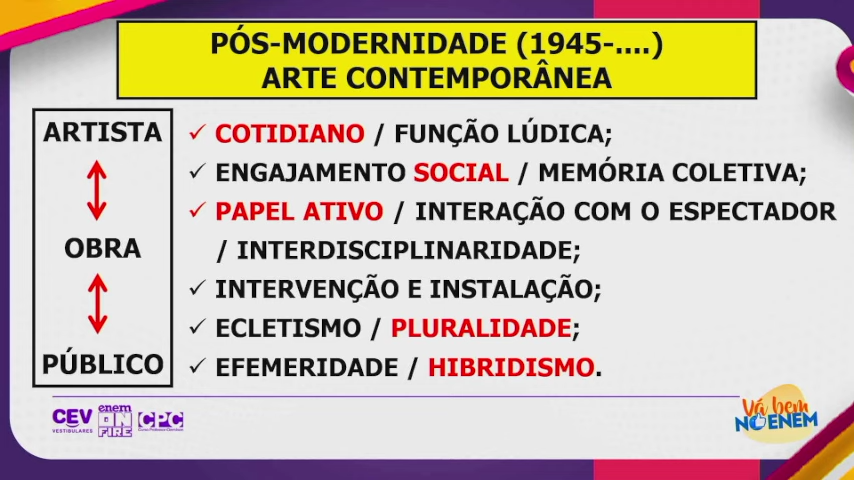 PÓS-MODERNIDADE (1945-....)
ARTE CONTEMPORÂNEA
ARTISTA
OBRA
PÚBLICO
✓ COTIDIANO / FUNÇÃO LÚDICA;
✓ ENGAJAMENTO SOCIAL / MEMÓRIA COLETIVA;
✓ PAPEL ATIVO / INTERAÇÃO COM O ESPECTADOR
/ INTERDISCIPLINARIDADE;
✓ INTERVENÇÃO E INSTALAÇÃO;
✓ ECLETISMO / PLURALIDADE;
✓ EFEMERIDADE / HIBRIDISMO.
CEV
VESTIBULARES
enem
ON
FIRE
CPC
Vá bem
NO ENEM